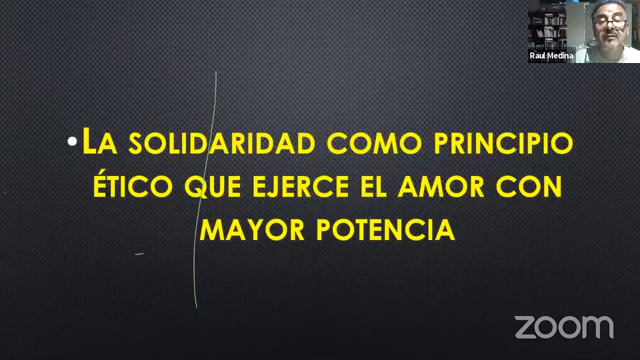 Raul Medina
•LA SOLIDARIDAD COMO PRINCIPIO
ÉTICO QUE EJERCE EL AMOR CON
MAYOR POTENCIA
zoom